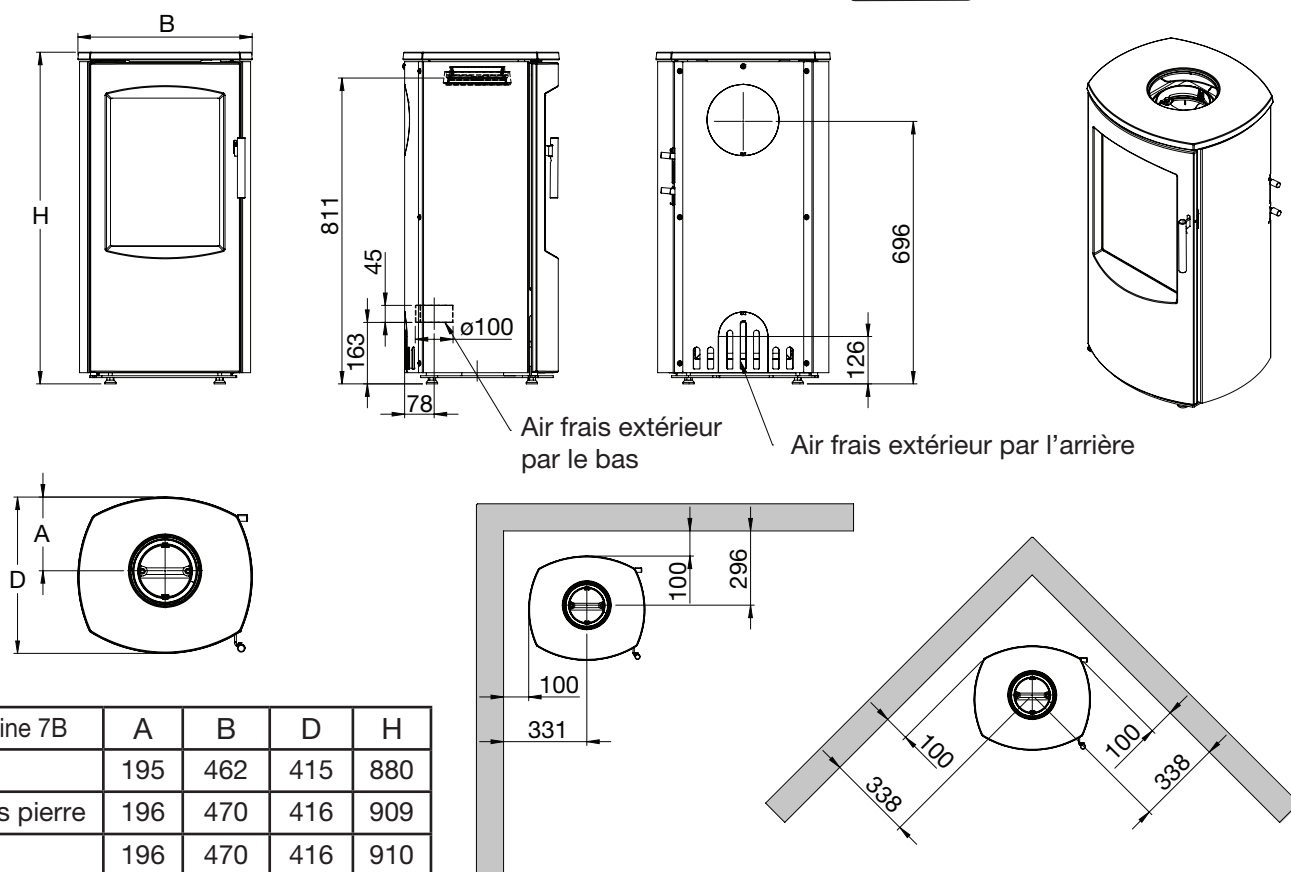 B
H
811
45
163
ø100
78
696
126
Air frais extérieur
par le bas
Air frais extérieur par l’arrière
A
D
100
296
100
331
100
338
100
338
ine 7B A B D H
195 462 415 880
s pierre 196 470 416 909
196 470 416 910